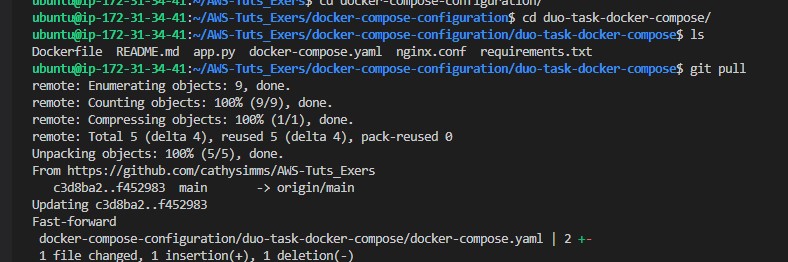 ubuntu@ip-172-31-34-41:~/AWS-Tuts_Exers$ cd docker-compose-configuration/
ubuntu@ip-172-31-34-41:~/AWS-Tuts_Exers/docker-compose-configuration$ cd duo-task-docker-compose/
ubuntu@ip-172-31-34-41:~/AWS-Tuts_Exers/docker-compose-configuration/duo-task-docker-compose$ ls
Dockerfile  README.md  app.py  docker-compose.yaml  nginx.conf  requirements.txt
ubuntu@ip-172-31-34-41:~/AWS-Tuts_Exers/docker-compose-configuration/duo-task-docker-compose$ git pull
remote: Enumerating objects: 9, done.
remote: Counting objects: 100% (9/9), done.
remote: Compressing objects: 100% (1/1), done.
remote: Total 5 (delta 4), reused 5 (delta 4), pack-reused 0
Unpacking objects: 100% (5/5), done.
From https://github.com/cathysimms/AWS-Tuts_Exers
   c3d8ba2..f452983  main       -> origin/main
Updating c3d8ba2..f452983
Fast-forward
 docker-compose-configuration/duo-task-docker-compose/docker-compose.yaml | 2 +-
 1 file changed, 1 insertion(+), 1 deletion(-)